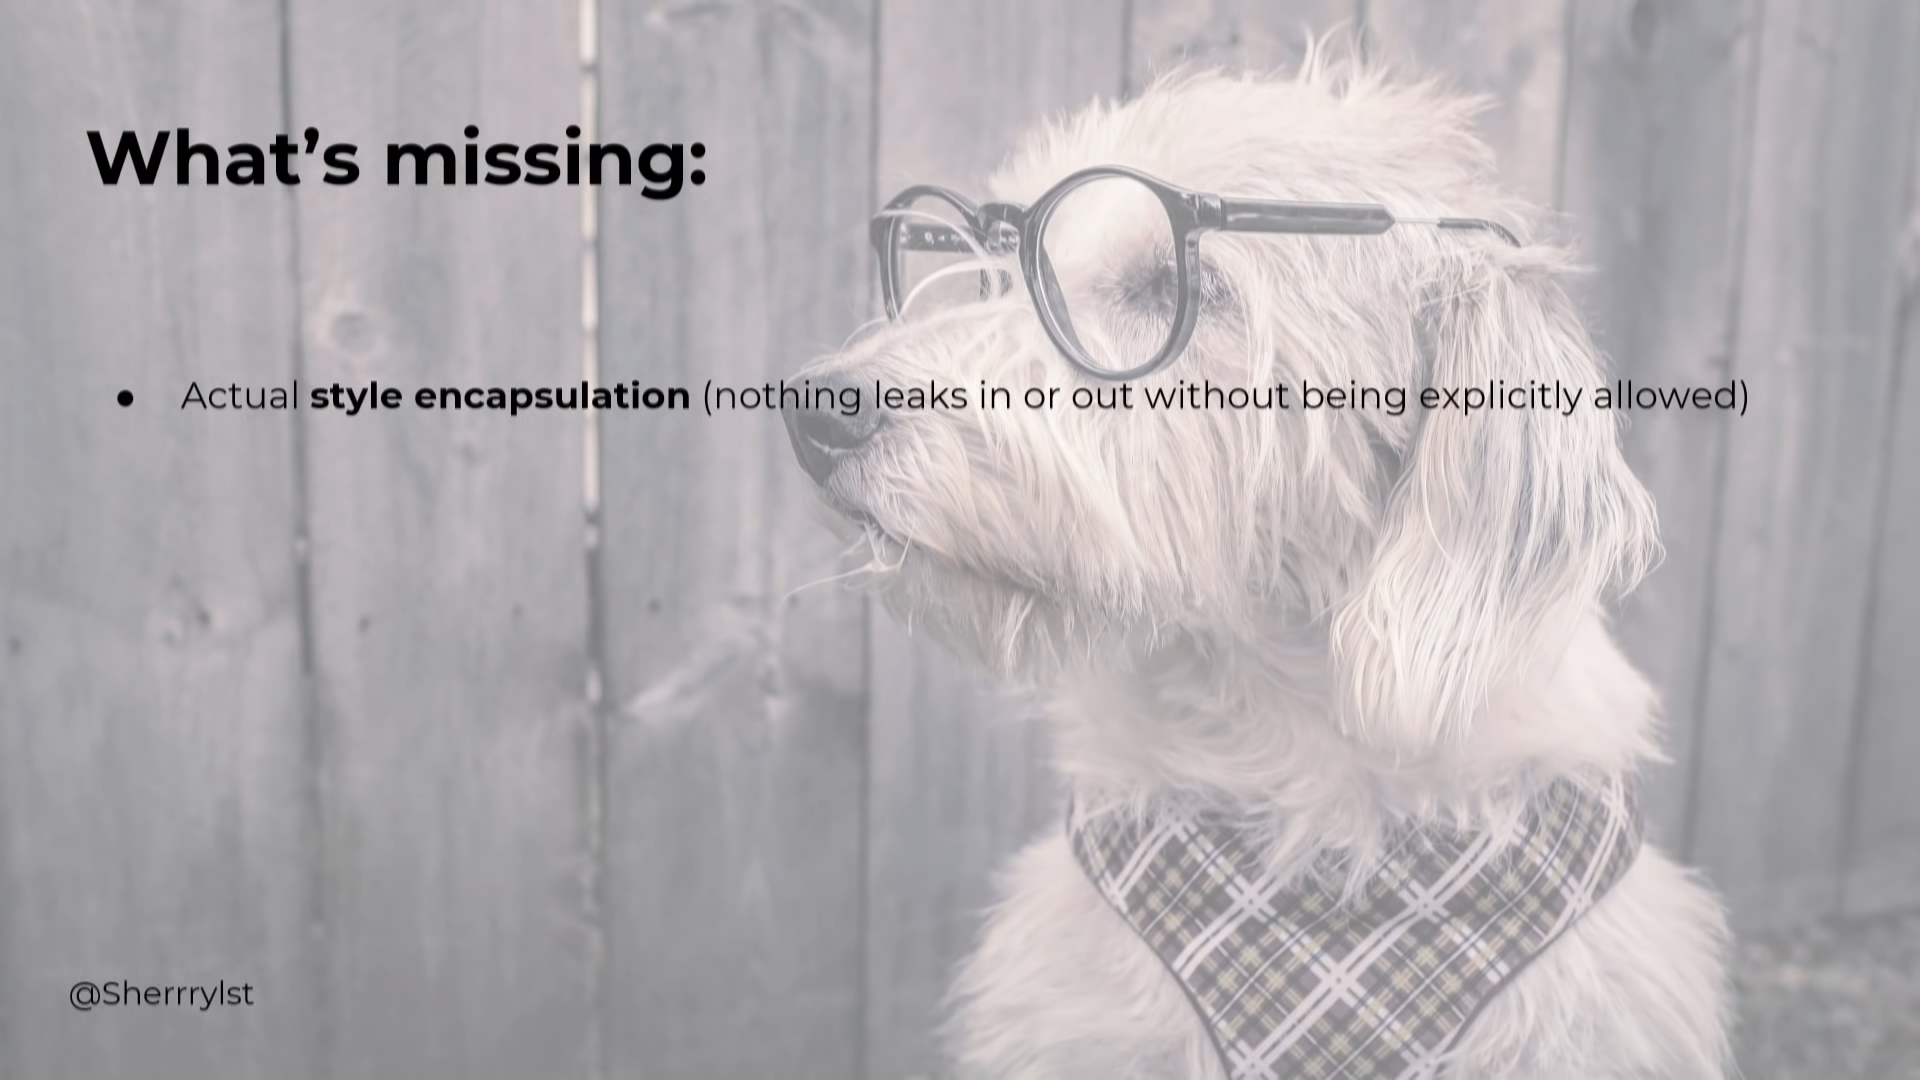 What’s missing:
● Actual style encapsulation (nothing leaks in or out without being explicitly allowed)
@Sherrrylst